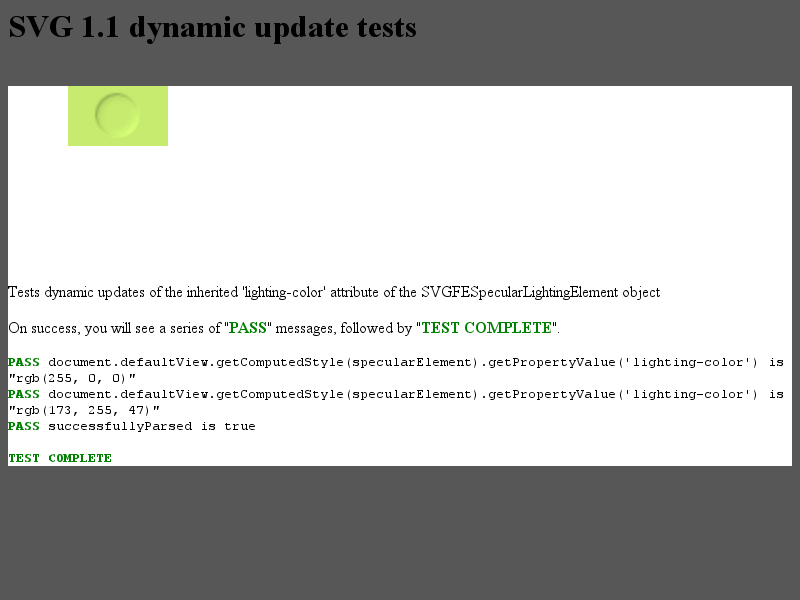 SVG 1.1 dynamic update tests
Tests dynamic updates of the inherited 'lighting-color' attribute of the SVGFESpecularLightingElement object
On success, you will see a series of "PASS" messages, followed by "TEST COMPLETE".
PASS document.defaultView.getComputedStyle(specularElement).getPropertyValue('lighting-color') is
"rgb(255, 0, 0)"
PASS document.defaultView.getComputedStyle(specularElement).getPropertyValue('lighting-color') is
"rgb(173, 255, 47)"
PASS successfullyParsed is true
TEST COMPLETE